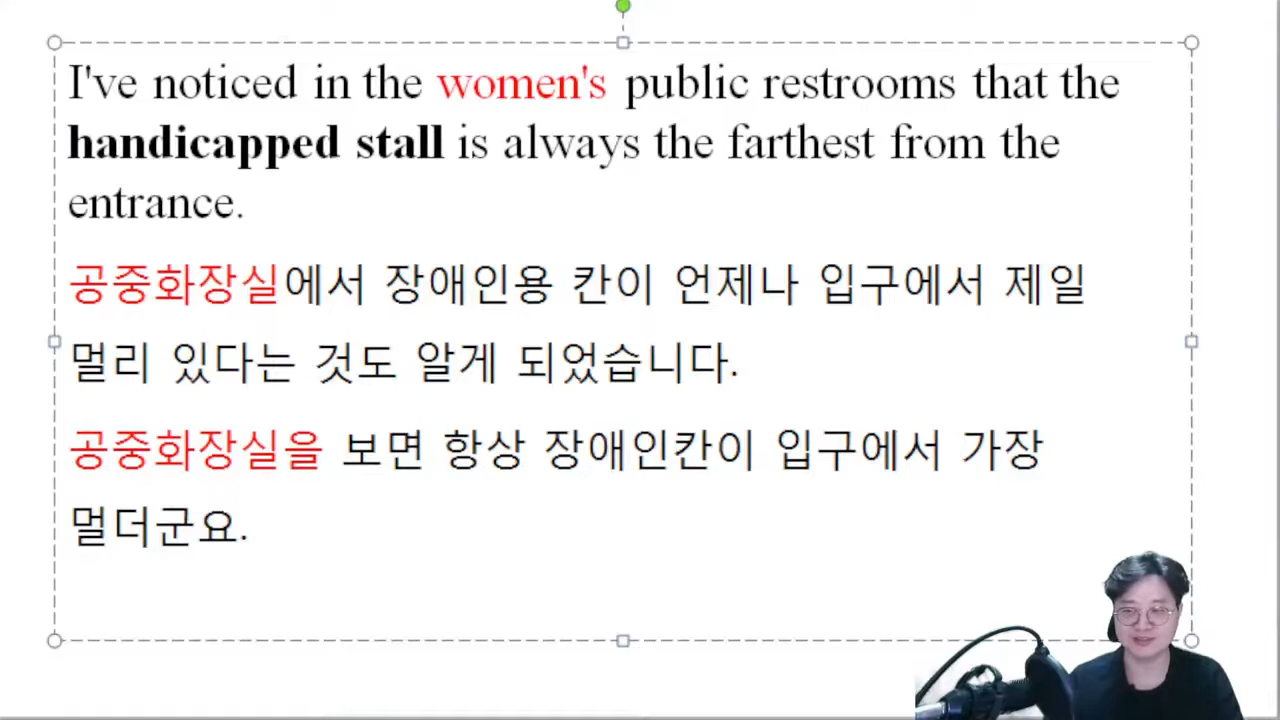 I've noticed in the women's public restrooms that the
handicapped stall is always the farthest from the
entrance.
공중화장실에서 장애인용 칸이 언제나 입구에서 제일
멀리 있다는 것도 알게 되었습니다.
공중화장실을 보면 항상 장애인칸이 입구에서 가장
멀더군요.